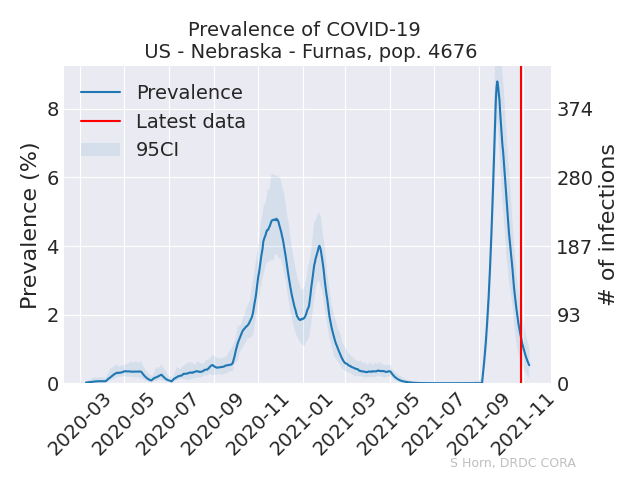 Prevalence of COVID-19
US - Nebraska - Furnas, pop. 4676
Prevalence
Latest data
95CI
Prevalence (%)
8
6
4
2
0
374
280
187
93
0
# of infections
2020-03
2020-05
2020-07
2020-09
2020-11
2021-01
2021-03
2021-05
2021-07
2021-09
2021-11
S Horn, DRDC CORA